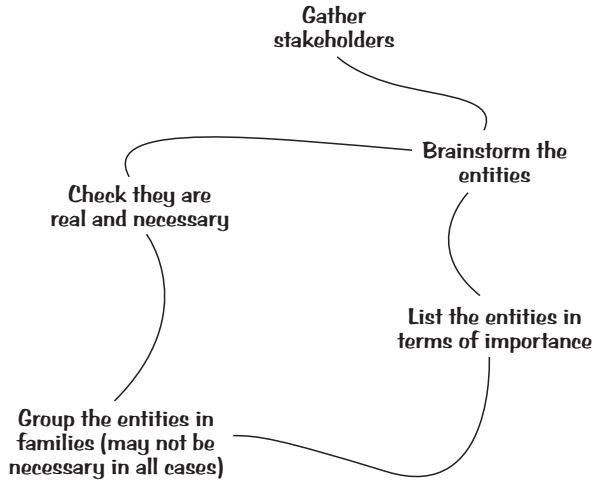 Gather
stakeholders
Brainstorm the
entities
Check they are
real and necessary
List the entities in
terms of importance
Group the entities in
families (may not be
necessary in all cases)